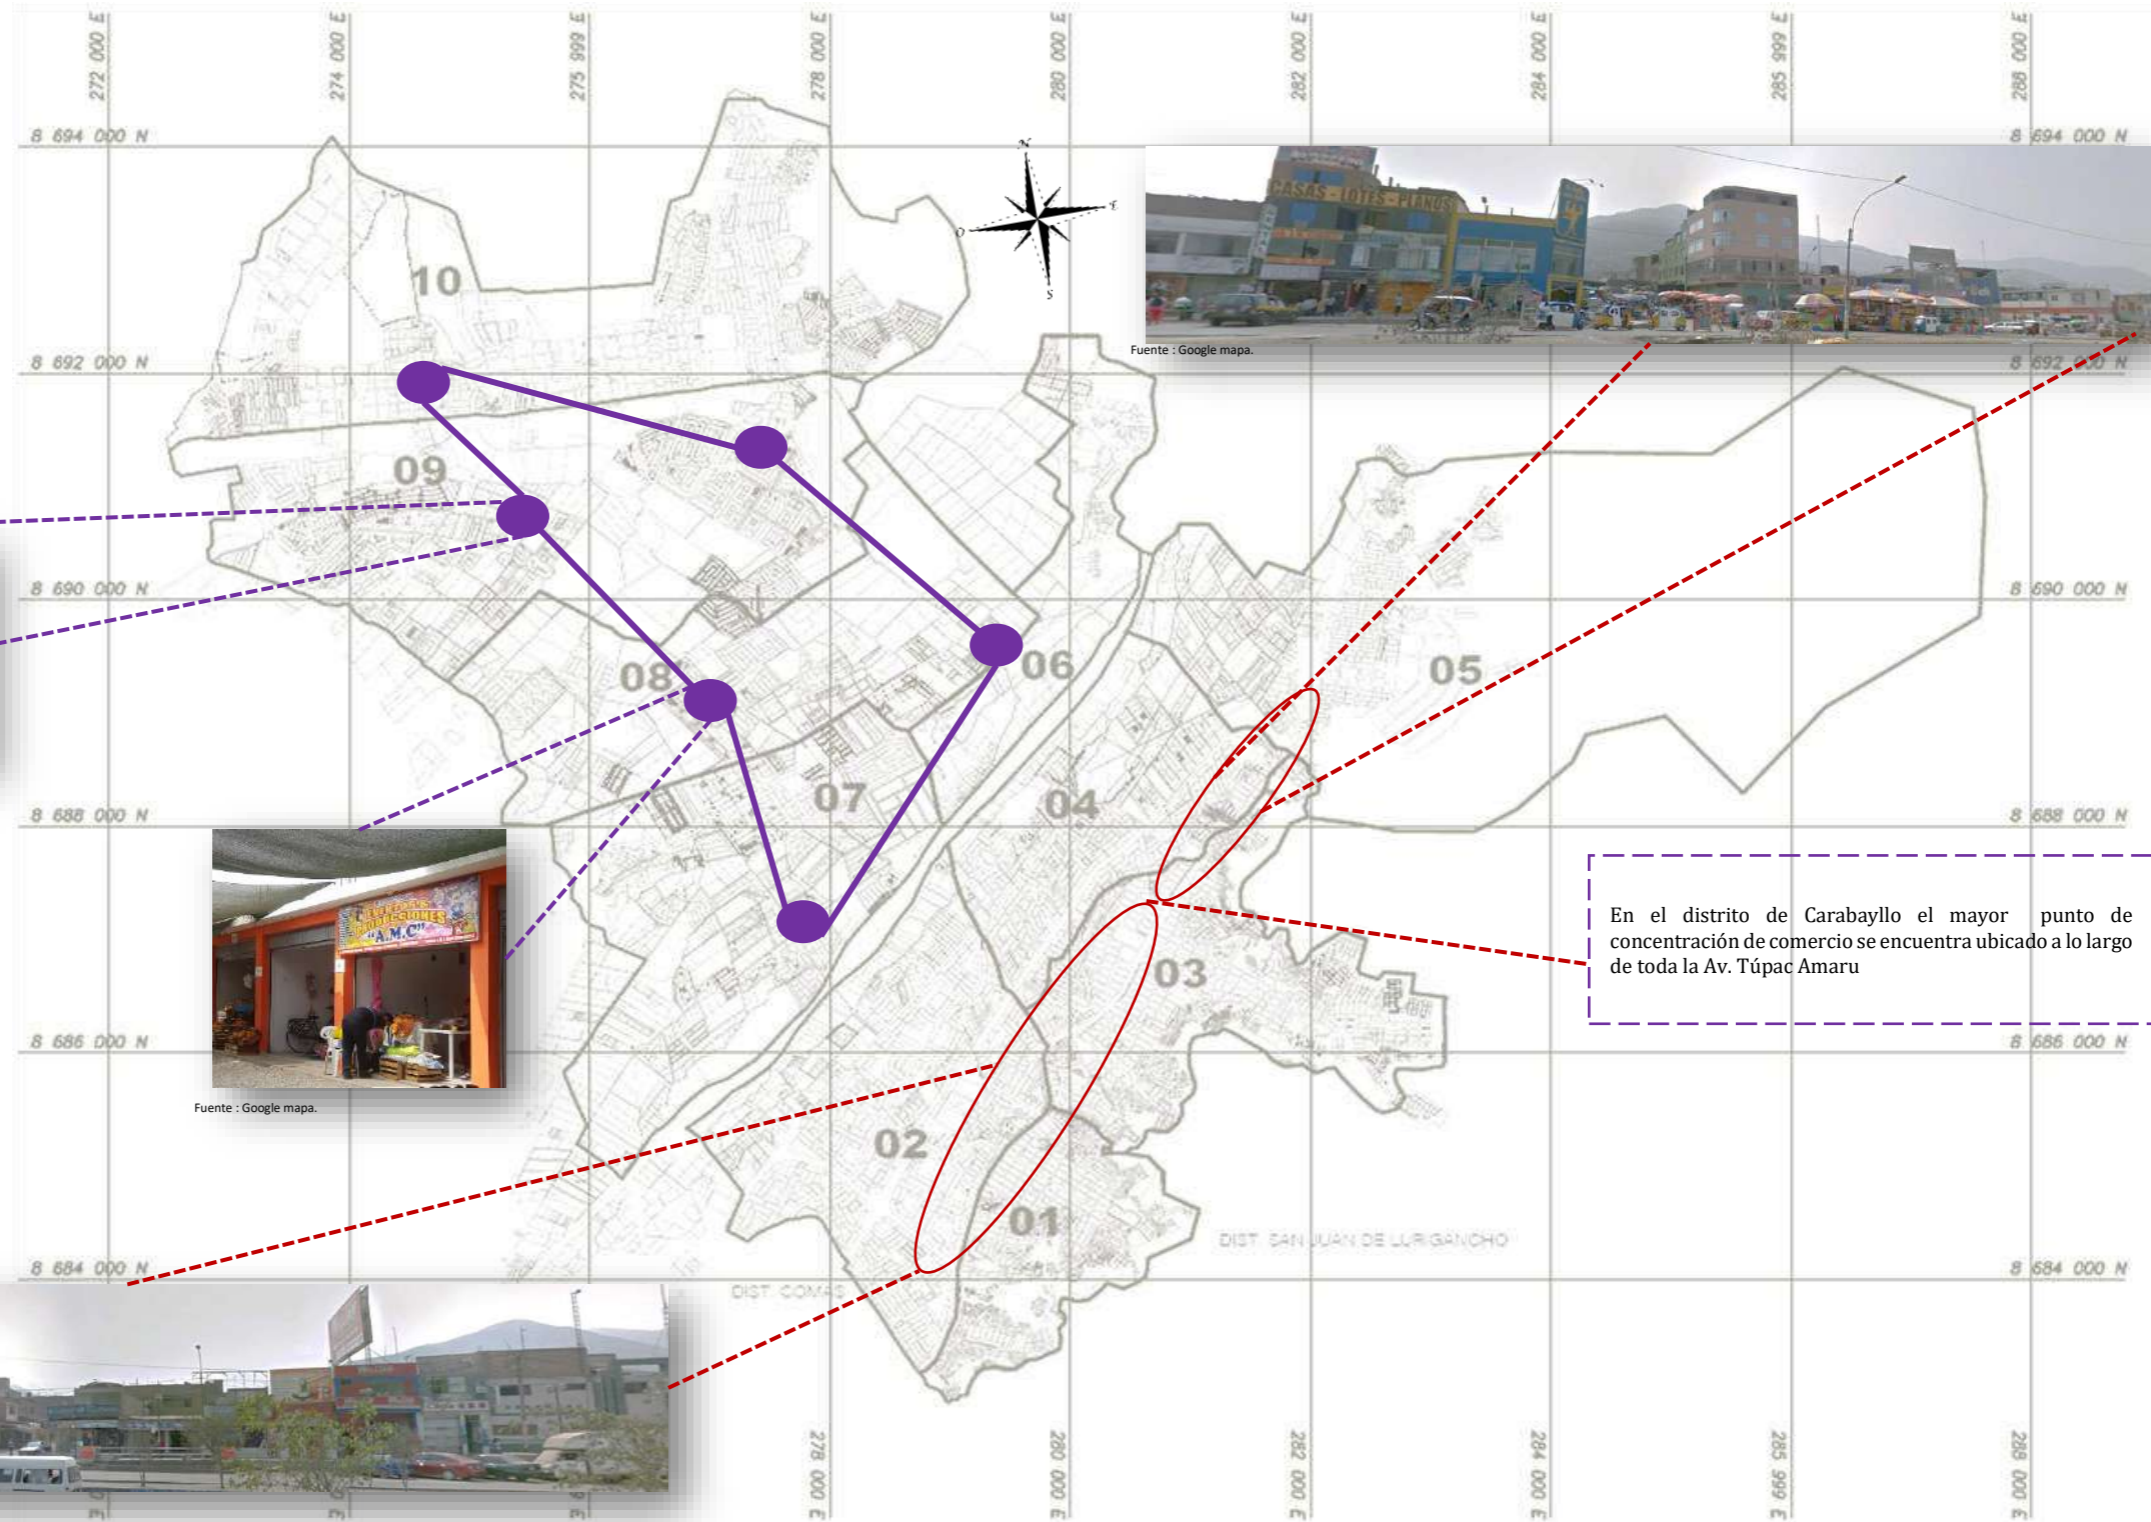 272 000 E
274 000 E
275 999 E
278 000 E
280 000 E
282 000 E
284 000 E
285 999 E
288 000 E
8 694 000 N
8 694 000 N
N
E
O
S
CASAS - LOTES - PLANOS
Fuente : Google mapa.
10
8 692 000 N
8 692 000 N
09
8 690 000 N
8 690 000 N
08
06
05
07
04
8 688 000 N
8 688 000 N
EVENTOS &
PRODUCCIONES
"A.M.C"
En el distrito de Carabayllo el mayor punto de
concentración de comercio se encuentra ubicado a lo largo
de toda la Av. Túpac Amaru
03
8 686 000 N
8 686 000 N
Fuente : Google mapa.
02
01
DIST. SAN JUAN DE LURIGANCHO
8 684 000 N
8 684 000 N
DIST. COMAS
278 000 E
280 000 E
282 000 E
284 000 E
285 999 E
288 000 E